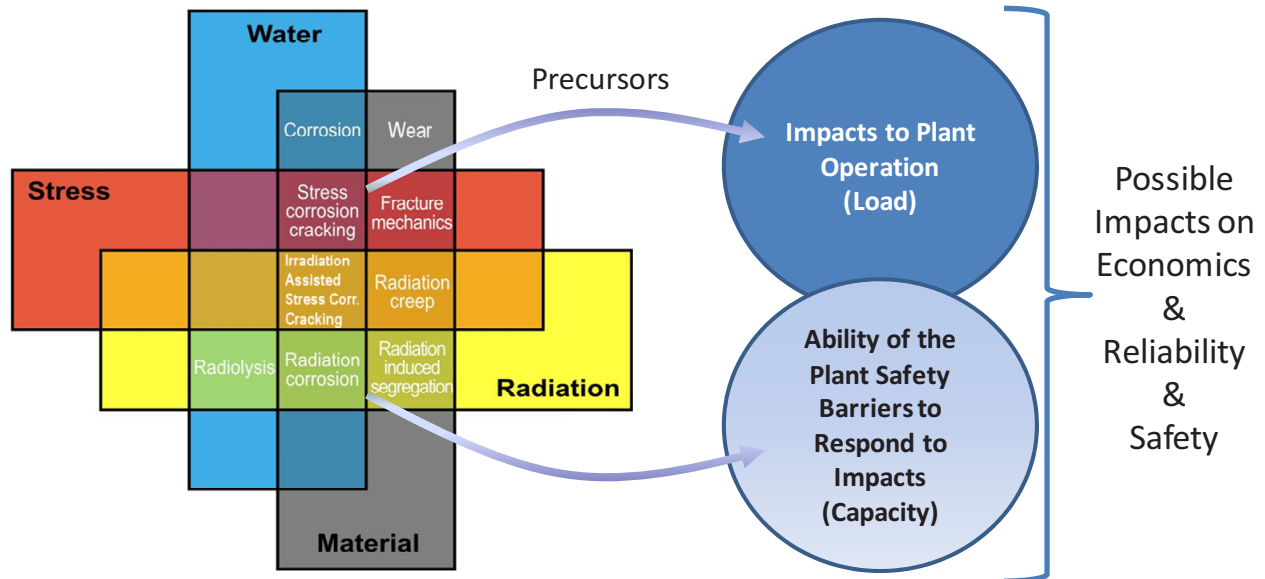 Water
Corrosion
Wear
Stress
Stress
corrosion
cracking
Fracture
mechanics
Irradiation
Assisted
Stress Corr.
Cracking
Radiation
creep
Radiolysis
Radiation
corrosion
Radiation
induced
segregation
Radiation
Material
Precursors
Impacts to Plant
Operation
(Load)
Ability of the
Plant Safety
Barriers to
Respond to
Impacts
(Capacity)
Possible
Impacts on
Economics
&
Reliability
&
Safety